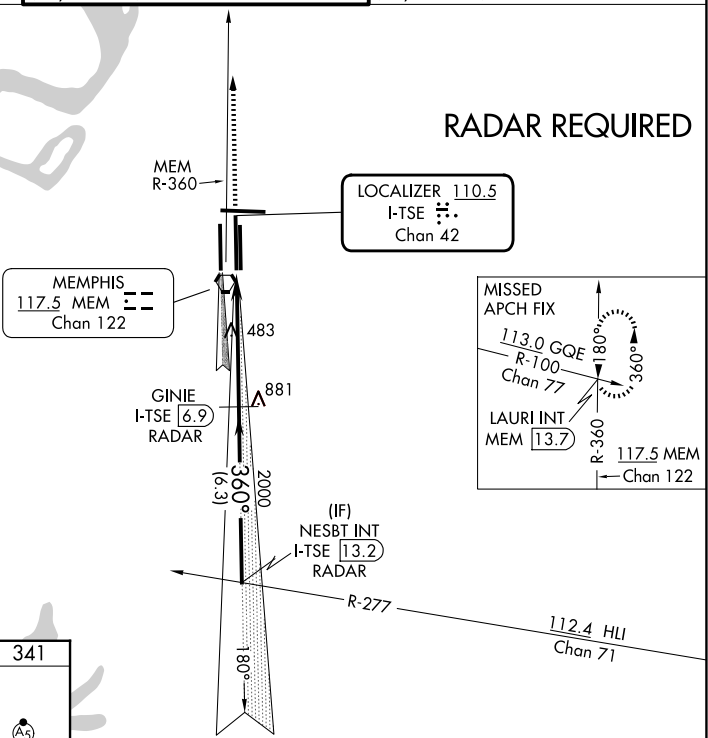 RADAR REQUIRED
MEM
R-360
LOCALIZER 110.5
I-TSE
Chan 42
MEMPHIS
117.5 MEM
Chan 122
483
MISSED
APCH FIX
113.0 GQE
R-100
Chan 77
180°
360°
LAURI INT
MEM 13.7
R-360
117.5 MEM
Chan 122
GINIE
I-TSE 6.9
RADAR
881
2000
360°
(6.3)
(IF)
NESBT INT
I-TSE 13.2
RADAR
R-277
112.4 HLI
Chan 71
180°
341
A5